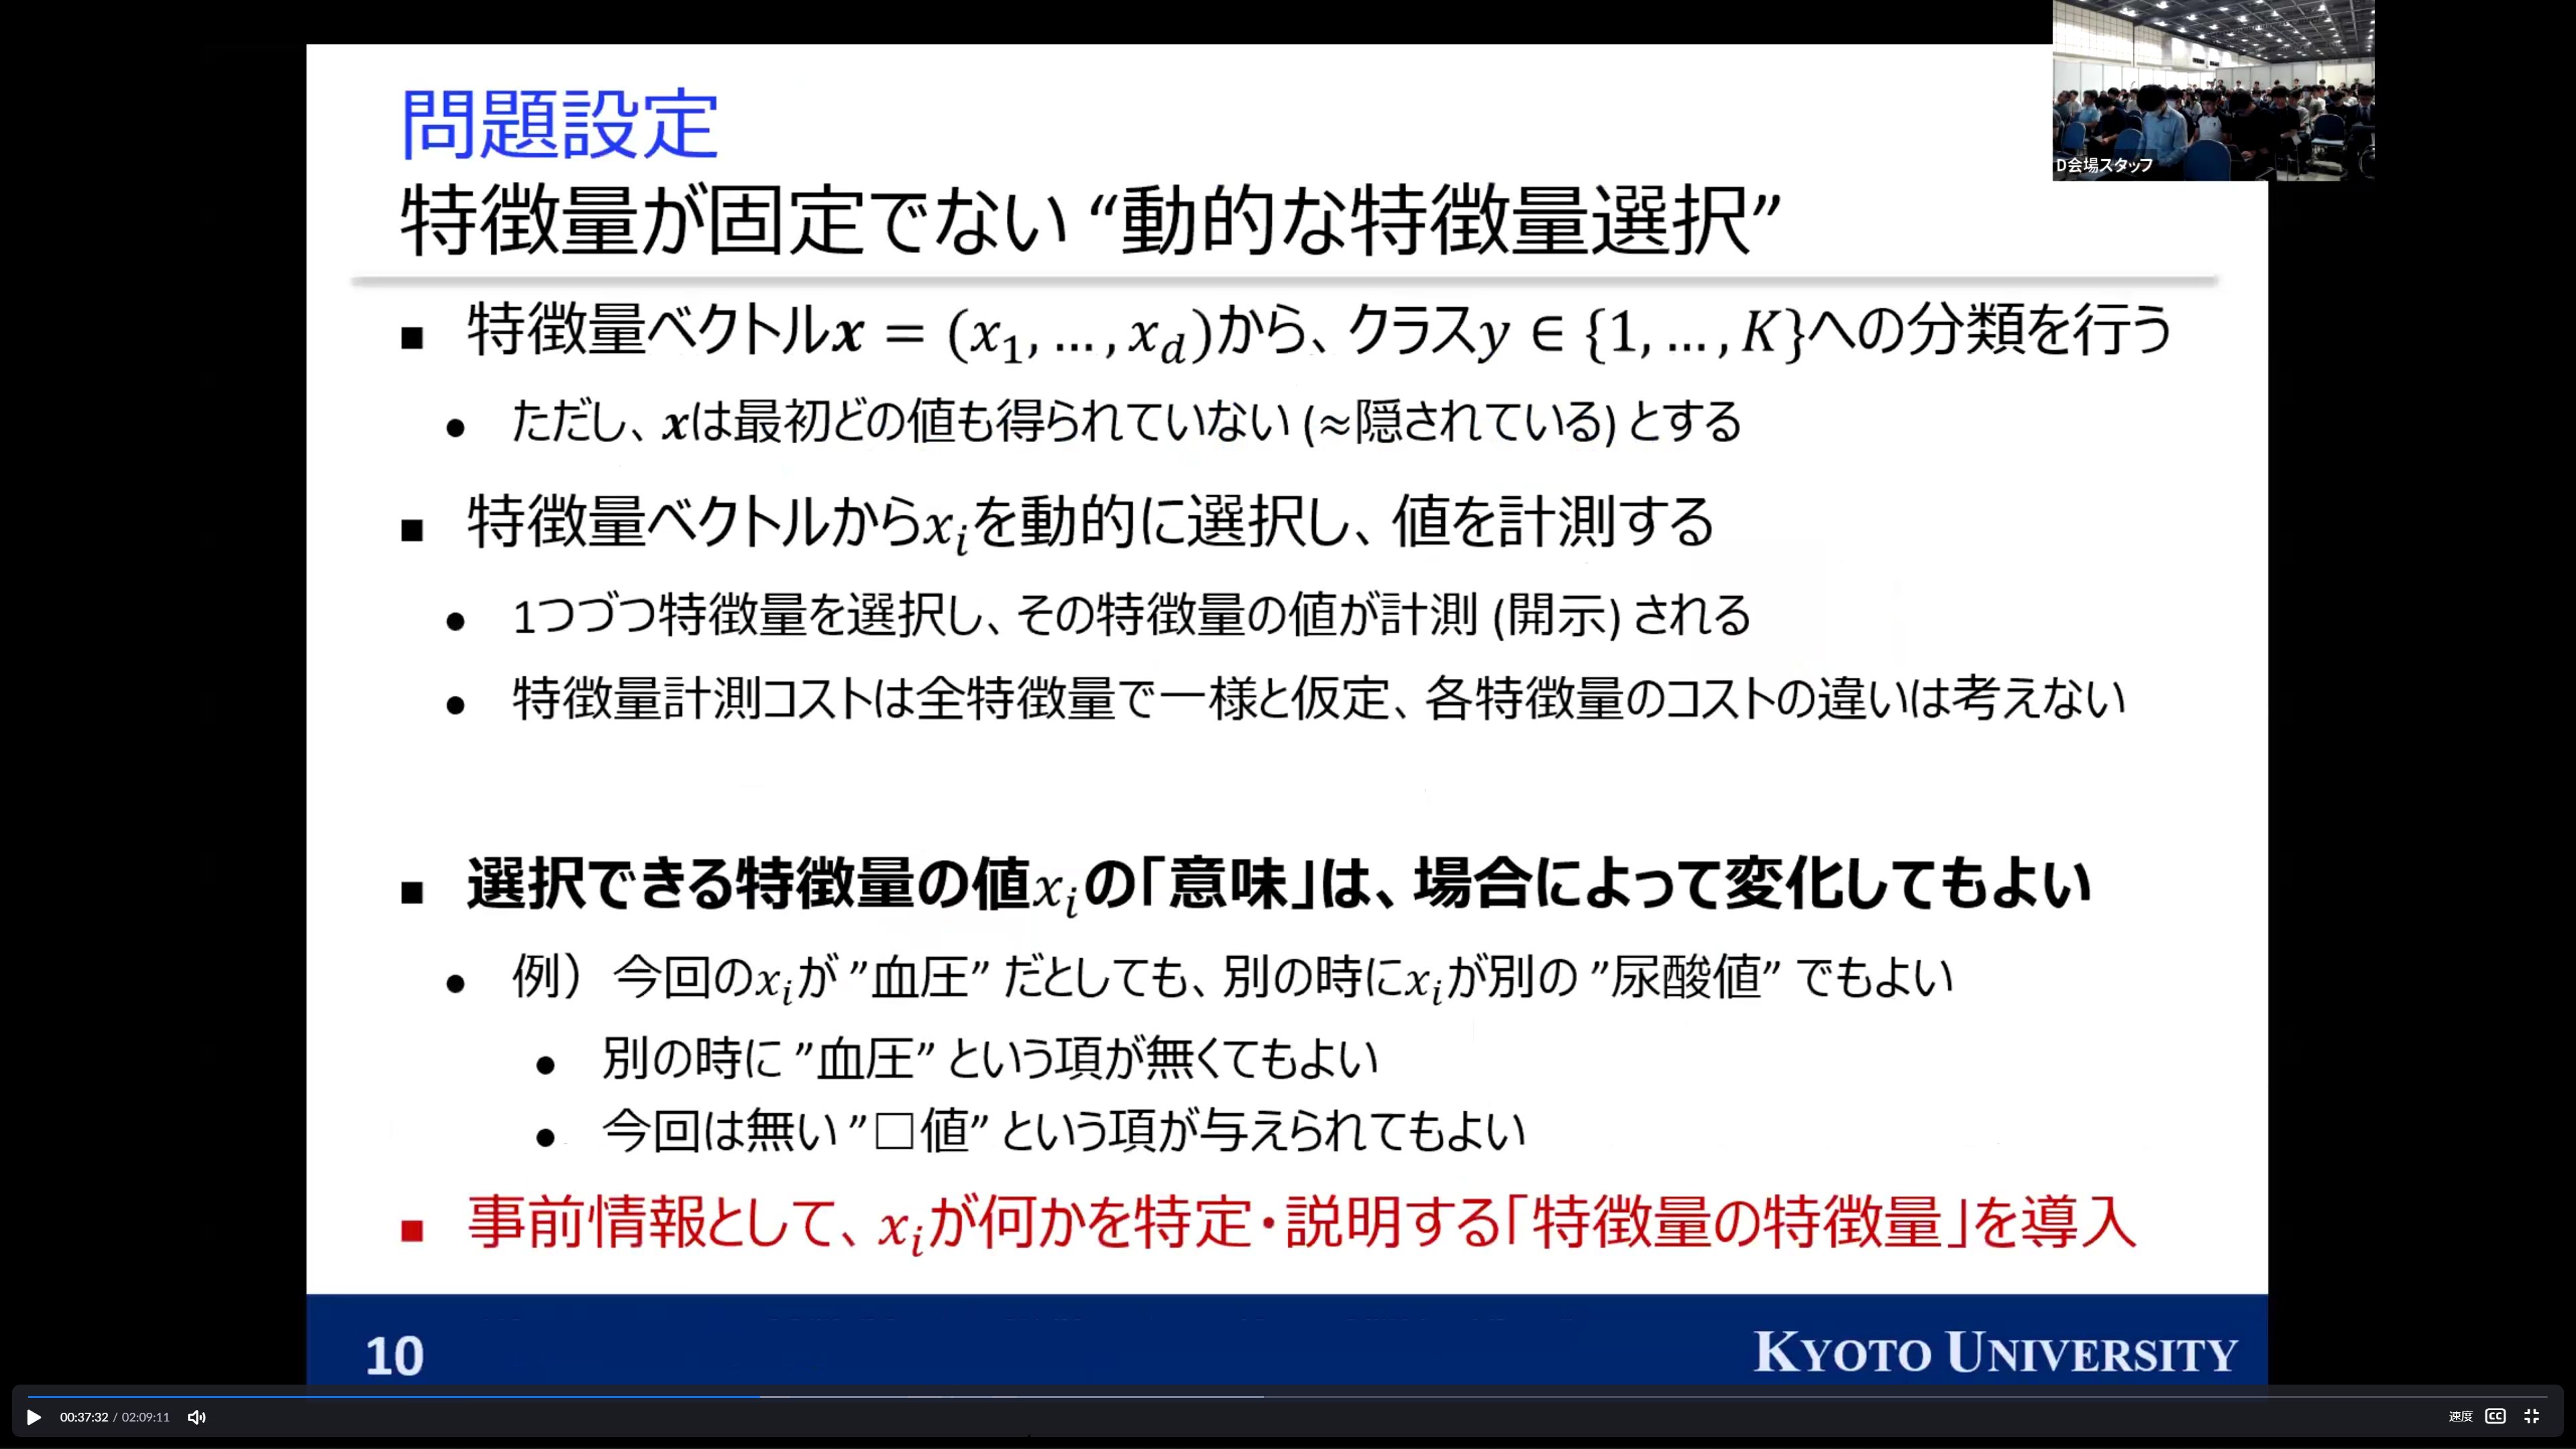 D会場スタッフ
問題設定
特徴量が固定でない “動的な特徴量選択”
■ 特徴量ベクトル𝒙 = (x₁, … , x_d)から、クラスy ∈ {1, … , K}への分類を行う
● ただし、𝒙は最初どの値も得られていない (≈隠されている) とする
■ 特徴量ベクトルからxᵢを動的に選択し、値を計測する
● 1つづつ特徴量を選択し、その特徴量の値が計測 (開示) される
● 特徴量計測コストは全特徴量で一様と仮定、各特徴量のコストの違いは考えない
■ 選択できる特徴量の値xᵢの「意味」は、場合によって変化してもよい
● 例）今回のxᵢが ”血圧” だとしても、別の時にxᵢが別の ”尿酸値” でもよい
● 別の時に ”血圧” という項が無くてもよい
● 今回は無い ”□値” という項が与えられてもよい
■ 事前情報として、xᵢが何かを特定・説明する「特徴量の特徴量」を導入
10
KYOTO UNIVERSITY
00:37:32 / 02:09:11
速度
CC